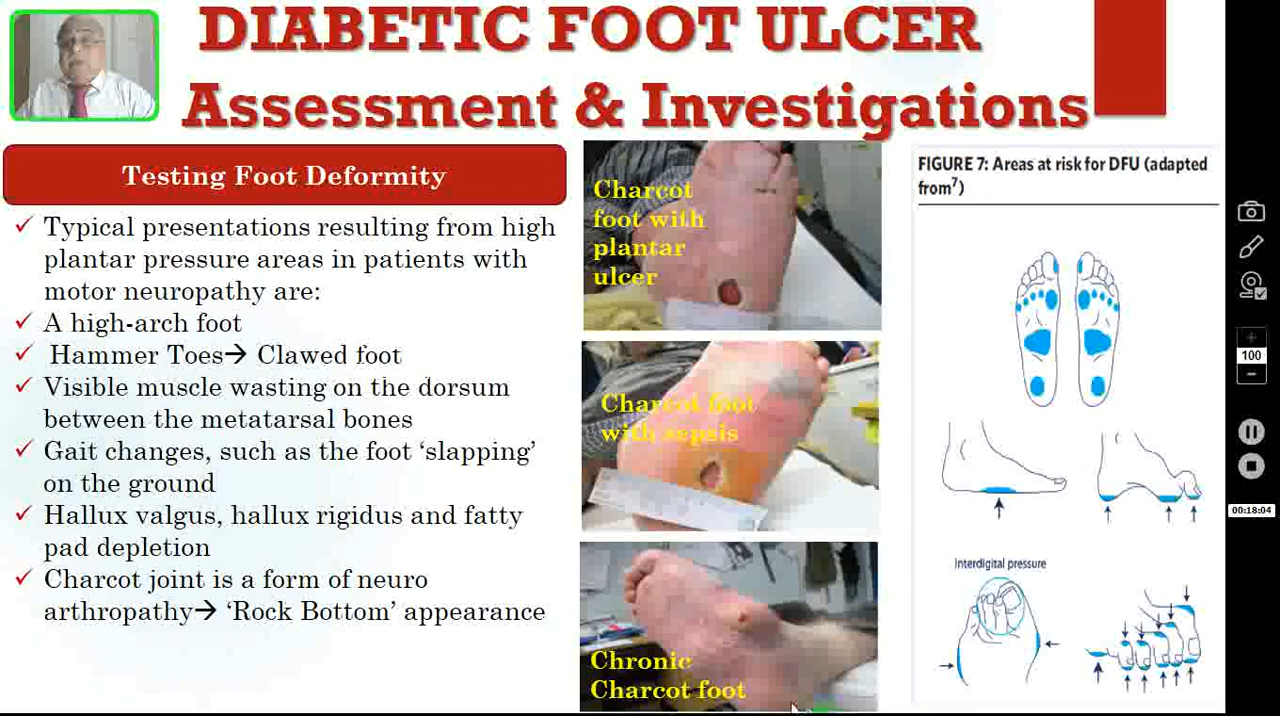 DIABETIC FOOT ULCER
Assessment & Investigations
Testing Foot Deformity
✓ Typical presentations resulting from high
plantar pressure areas in patients with
motor neuropathy are:
✓ A high-arch foot
✓ Hammer Toes→ Clawed foot
✓ Visible muscle wasting on the dorsum
between the metatarsal bones
✓ Gait changes, such as the foot ‘slapping’
on the ground
✓ Hallux valgus, hallux rigidus and fatty
pad depletion
✓ Charcot joint is a form of neuro
arthropathy→ ‘Rock Bottom’ appearance
Charcot
foot with
plantar
ulcer
Charcot foot
with sepsis
Chronic
Charcot foot
FIGURE 7: Areas at risk for DFU (adapted
from⁷)
Interdigital pressure
100
00:18:04